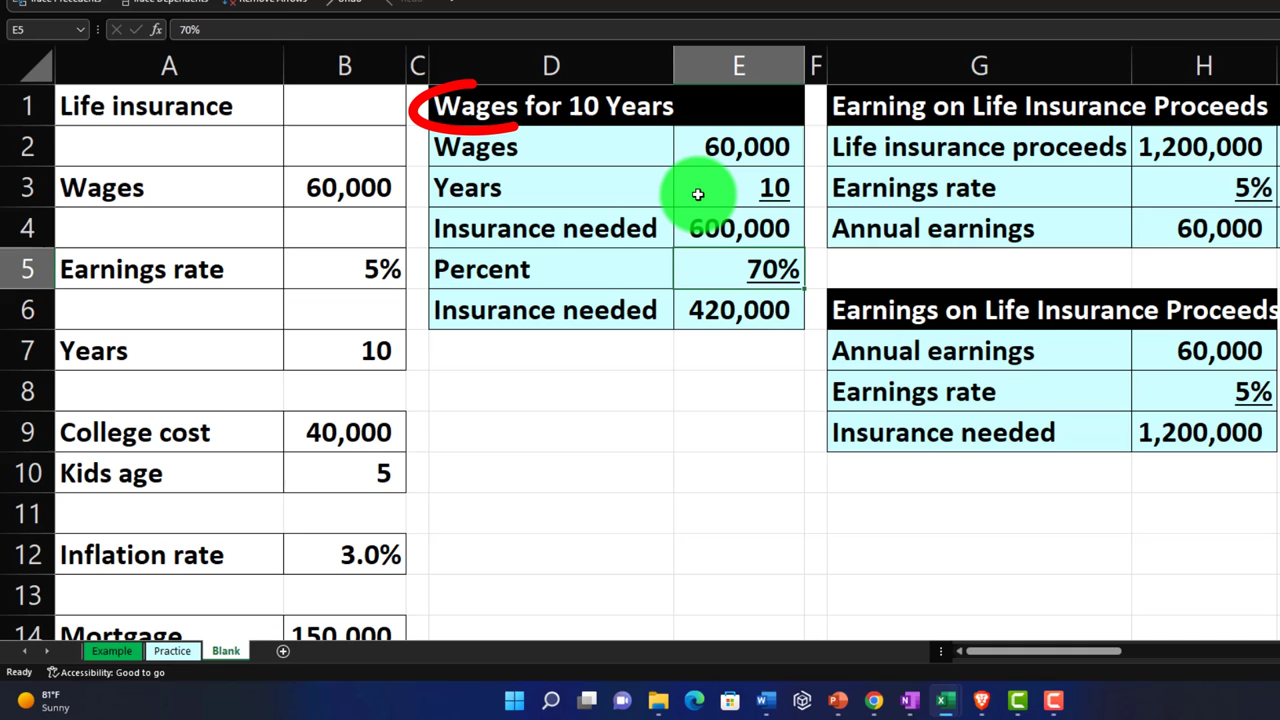 E5 fx 70%
A B C D E F G H
1 Life insurance Wages for 10 Years Earning on Life Insurance Proceeds
2 Wages 60,000 Life insurance proceeds 1,200,000
3 Wages 60,000 Years 10 Earnings rate 5%
4 Insurance needed 600,000 Annual earnings 60,000
5 Earnings rate 5% Percent 70%
6 Insurance needed 420,000 Earnings on Life Insurance Proceeds
7 Years 10 Annual earnings 60,000
8 Earnings rate 5%
9 College cost 40,000 Insurance needed 1,200,000
10 Kids age 5
11
12 Inflation rate 3.0%
13
14 Mortgage 150,000
Example Practice Blank
Ready Accessibility: Good to go
81°F
Sunny